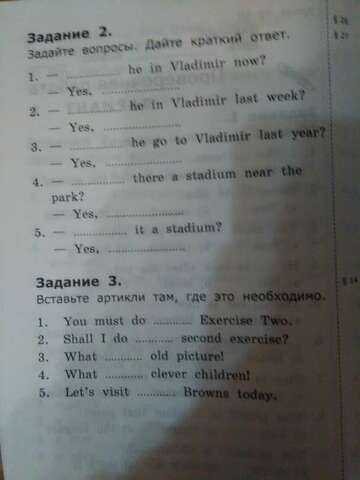 Задание 2.
Задайте вопросы. Дайте краткий ответ.
1. — ............... he in Vladimir now?
— Yes, ......................
2. — ............... he in Vladimir last week?
— Yes, ......................
3. — ............... he go to Vladimir last year?
— Yes, ......................
4. — ............... there a stadium near the
park?
— Yes, ......................
5. — ............... it a stadium?
— Yes, ......................
Задание 3.
Вставьте артикли там, где это необходимо.
1. You must do ........... Exercise Two.
2. Shall I do ........... second exercise?
3. What ........... old picture!
4. What ........... clever children!
5. Let's visit ........... Browns today.